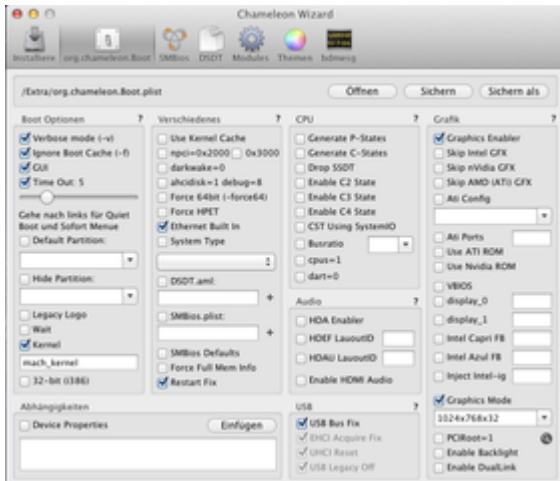 Chameleon Wizard
Installiere org.chameleon.Boot SMBios DSDT Modules Themen bdmesg
/Extra/org.chameleon.Boot.plist Öffnen Sichern Sichern als
Boot Optionen ?
Verbose mode (-v)
Ignore Boot Cache (-f)
GUI
Time Out: 5
Gehe nach links für Quiet
Boot und Sofort Menue
Default Partition:
Hide Partition:
Legacy Logo
Wait
Kernel
mach_kernel
32-bit (i386)
Verschiedenes ?
Use Kernel Cache
npci=0x2000 0x3000
darkwake=0
ahcidisk=1 debug=8
Force 64bit (-force64)
Force HPET
Ethernet Built In
System Type
DSDT.aml:
+
SMBios.plist:
+
SMBios Defaults
Force Full Mem Info
Restart Fix
CPU ?
Generate P-States
Generate C-States
Drop SSDT
Enable C2 State
Enable C3 State
Enable C4 State
CST Using SystemIO
Busratio
cpus=1
dart=0
Audio ?
HDA Enabler
HDEF LauoutID
HDAU LauoutID
Enable HDMI Audio
Grafik ?
Graphics Enabler
Skip Intel GFX
Skip nVidia GFX
Skip AMD (ATI) GFX
Ati Config
Ati Ports
Use ATI ROM
Use Nvidia ROM
VBIOS
display_0
display_1
Intel Capri FB
Intel Azul FB
Inject Intel-ig
Graphics Mode
1024x768x32
PCIRoot=1
Enable Backlight
Enable DualLink
Abhängigkeiten
Device Properties Einfügen
USB ?
USB Bus Fix
EHCI Acquire Fix
UHCI Reset
USB Legacy Off